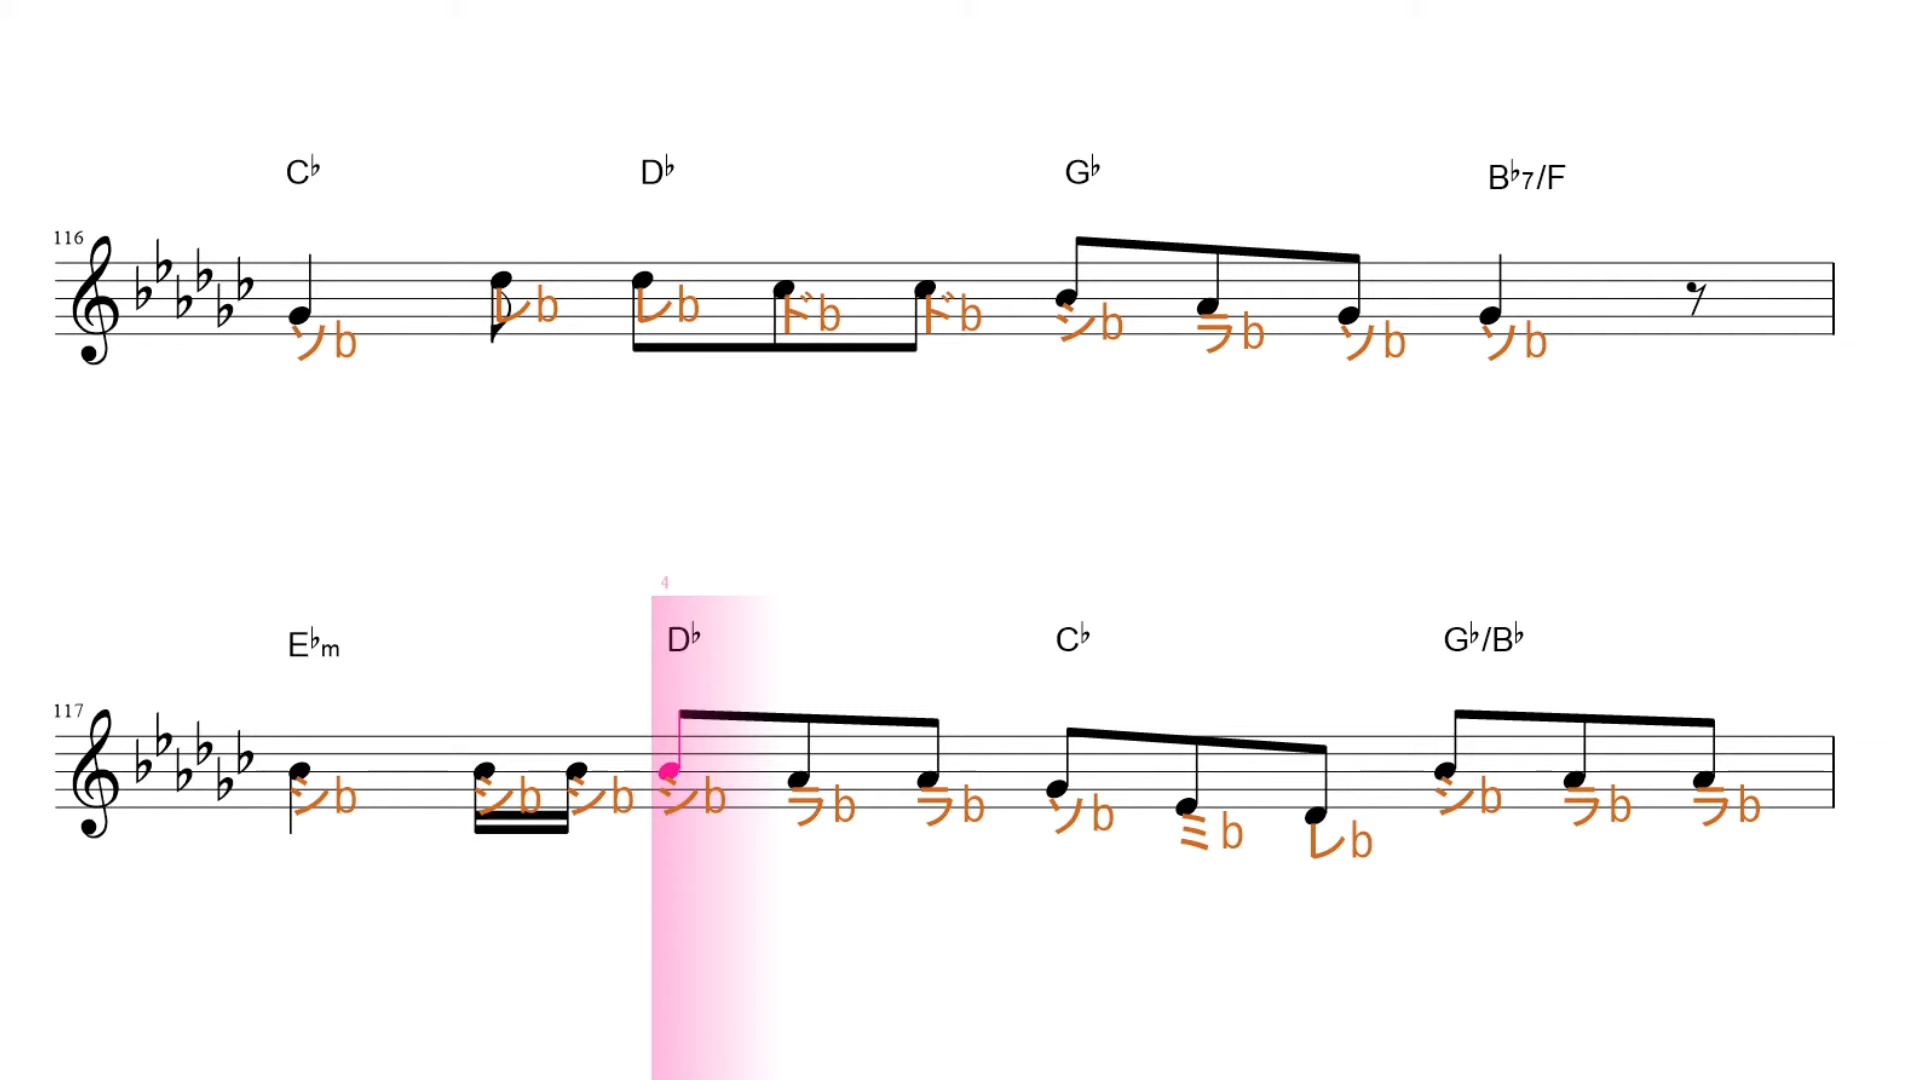 C♭ D♭ G♭ B♭7/F
116
ソb レb レb ドb ドb シb ラb ソb ソb
4
E♭m D♭ C♭ G♭/B♭
117
シb シb シb シb ラb ラb ソb ミb レb シb ラb ラb